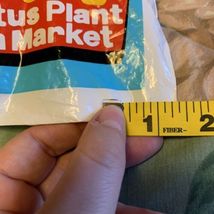 tus Plant
n Market
1 FIBER- 2